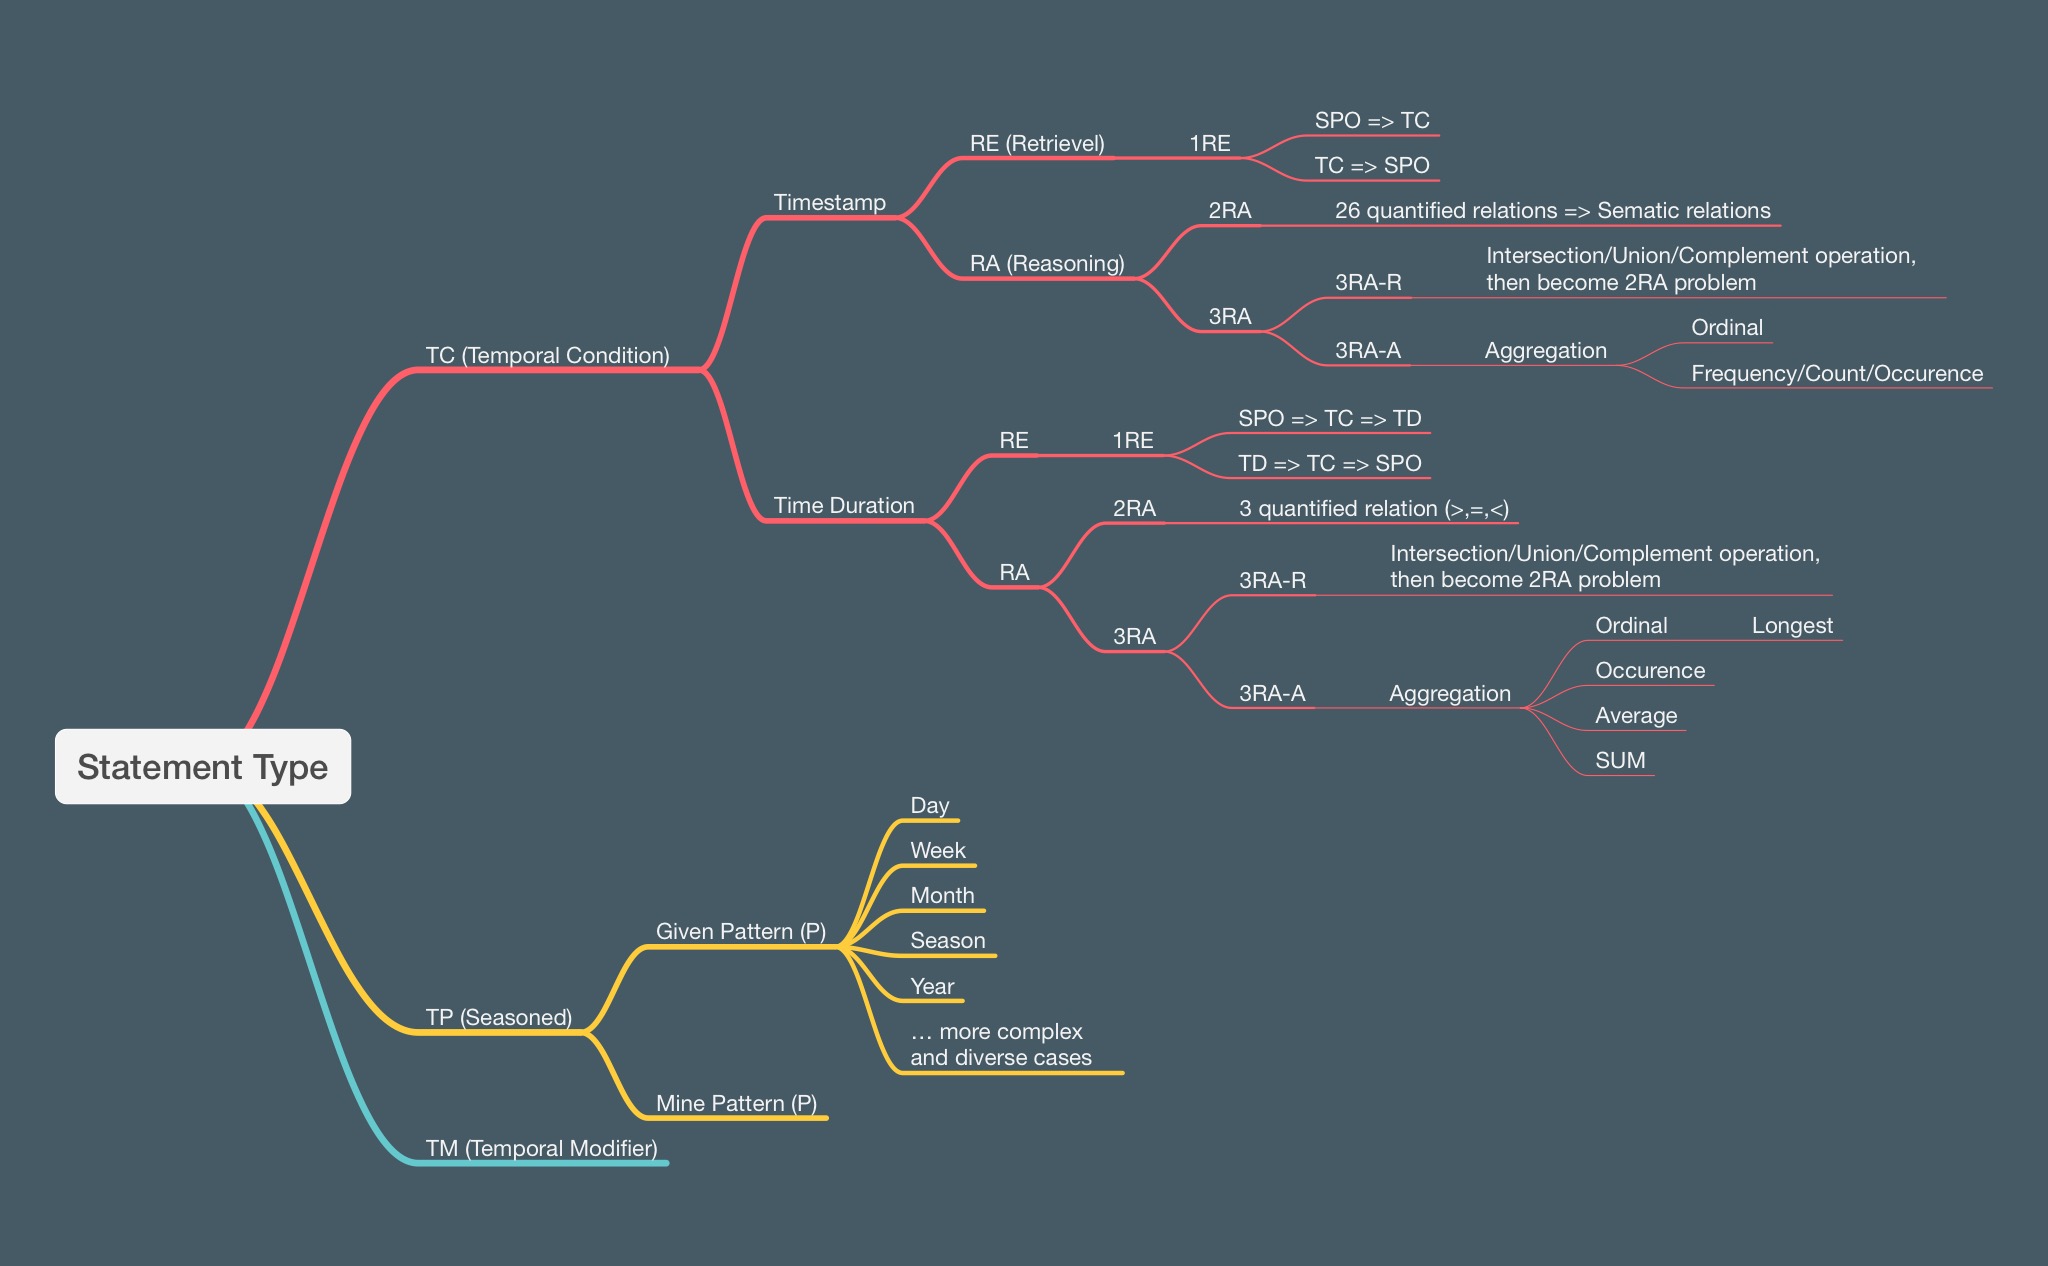 SPO => TC
RE (Retrievel)
1RE
TC => SPO
Timestamp
2RA
26 quantified relations => Sematic relations
RA (Reasoning)
Intersection/Union/Complement operation,
then become 2RA problem
3RA-R
3RA
Ordinal
3RA-A
Aggregation
TC (Temporal Condition)
Frequency/Count/Occurence
SPO => TC => TD
RE
1RE
TD => TC => SPO
Time Duration
2RA
3 quantified relation (>,=,<)
RA
Intersection/Union/Complement operation,
then become 2RA problem
3RA-R
3RA
Ordinal
Longest
Occurence
3RA-A
Aggregation
Average
SUM
Statement Type
Day
Week
Month
Given Pattern (P)
Season
Year
TP (Seasoned)
... more complex
and diverse cases
Mine Pattern (P)
TM (Temporal Modifier)